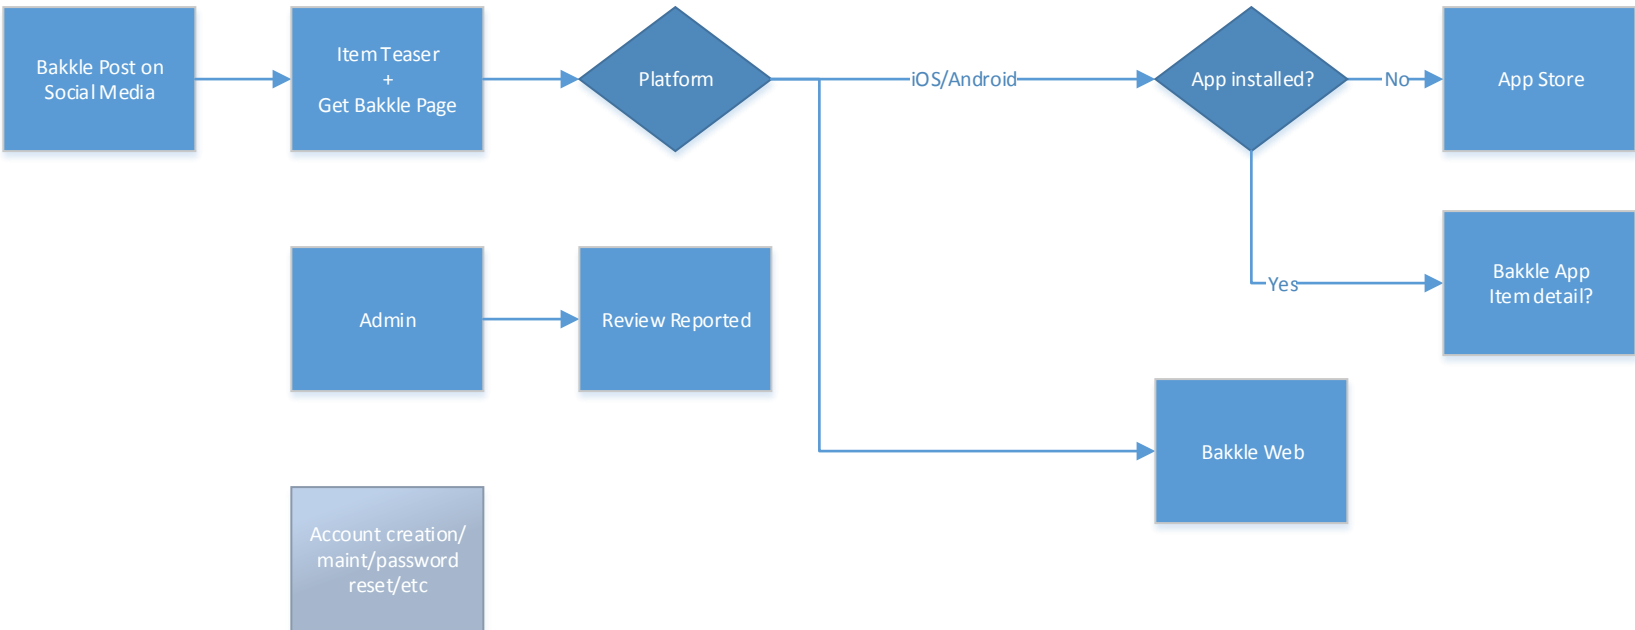 Bakkle Post on
Social Media
Item Teaser
+
Get Bakkle Page
Platform
iOS/Android
App installed?
No
App Store
Yes
Bakkle App
Item detail?
Admin
Review Reported
Bakkle Web
Account creation/
maint/password
reset/etc